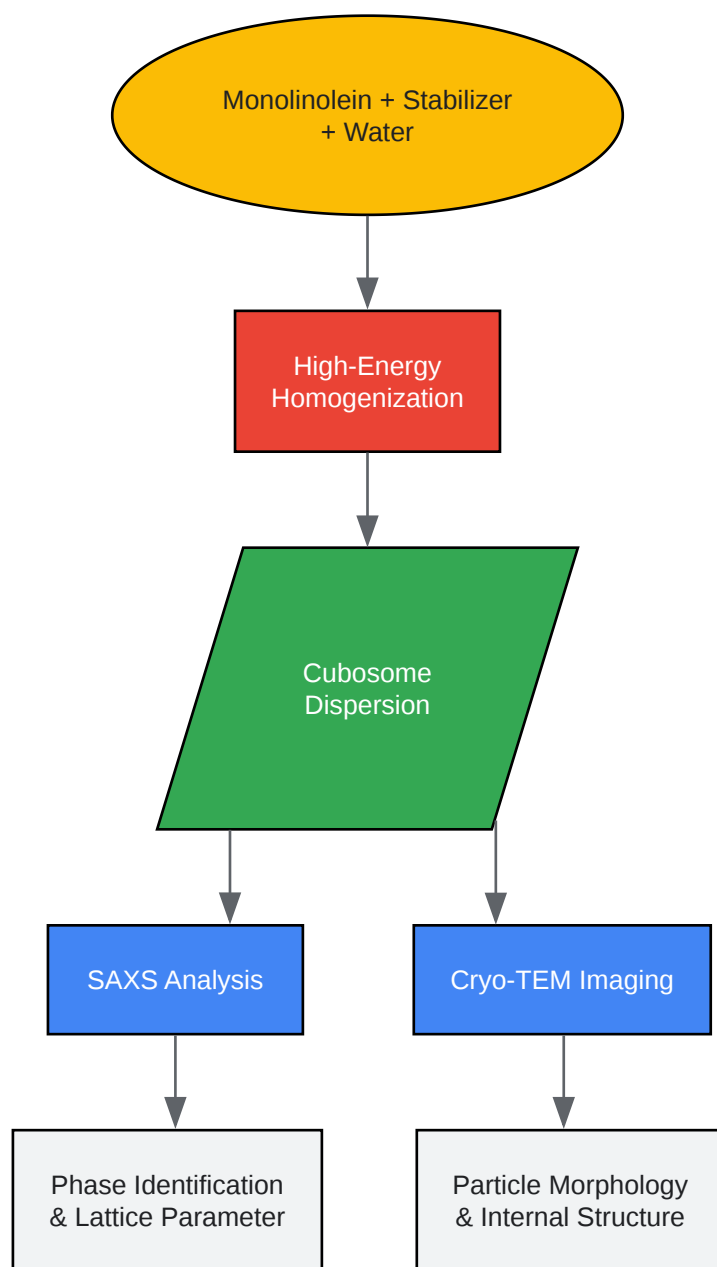 Monolinolein + Stabilizer
+ Water
High-Energy
Homogenization
Cubosome
Dispersion
SAXS Analysis
Cryo-TEM Imaging
Phase Identification
& Lattice Parameter
Particle Morphology
& Internal Structure